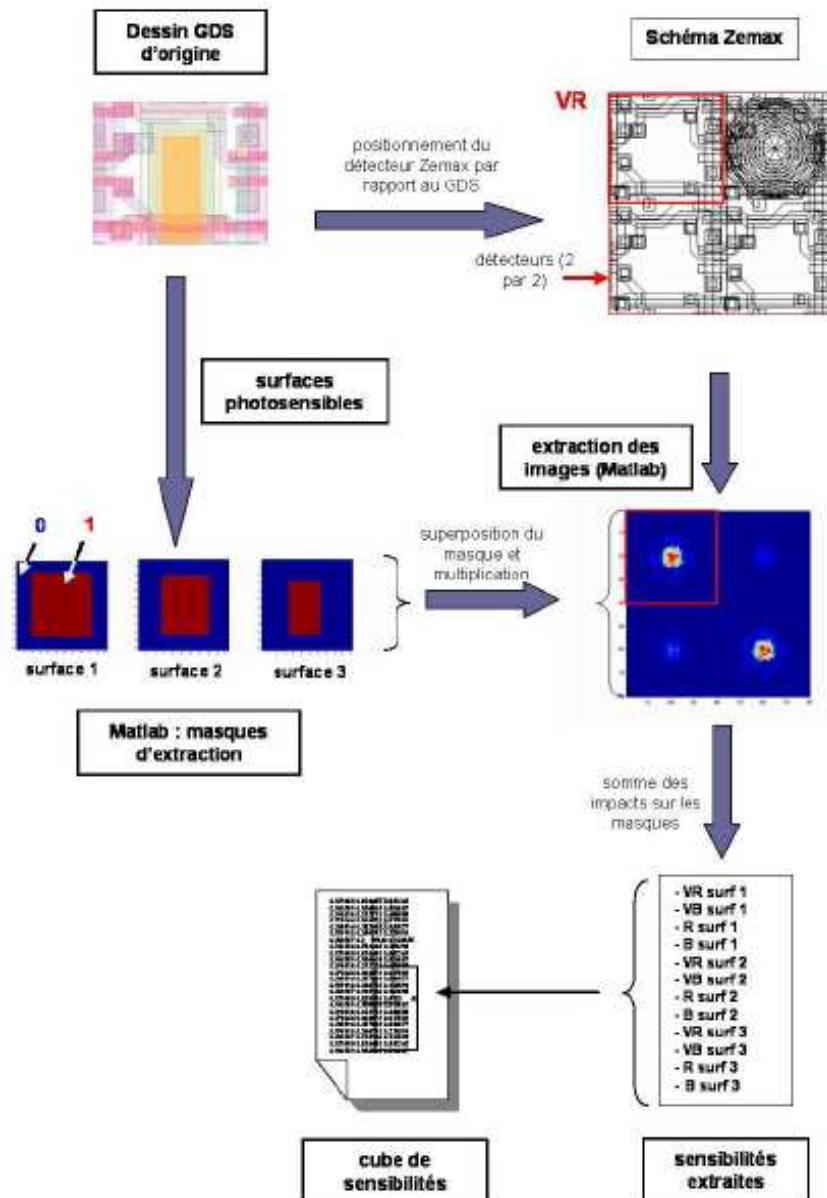 Dessin GDS
d'origine
Schéma Zemax
VR
positionnement du
détecteur Zemax par
rapport au GDS
détecteurs (2
par 2)
surfaces
photosensibles
extraction des
images (Matlab)
0 1
superposition du
masque et
multiplication
surface 1 surface 2 surface 3
Matlab : masques
d'extraction
somme des
impacts sur les
masques
- VR surf 1
- VB surf 1
- R surf 1
- B surf 1
- VR surf 2
- VB surf 2
- R surf 2
- B surf 2
- VR surf 3
- VB surf 3
- R surf 3
- B surf 3
cube de
sensibilités
sensibilités
extraites